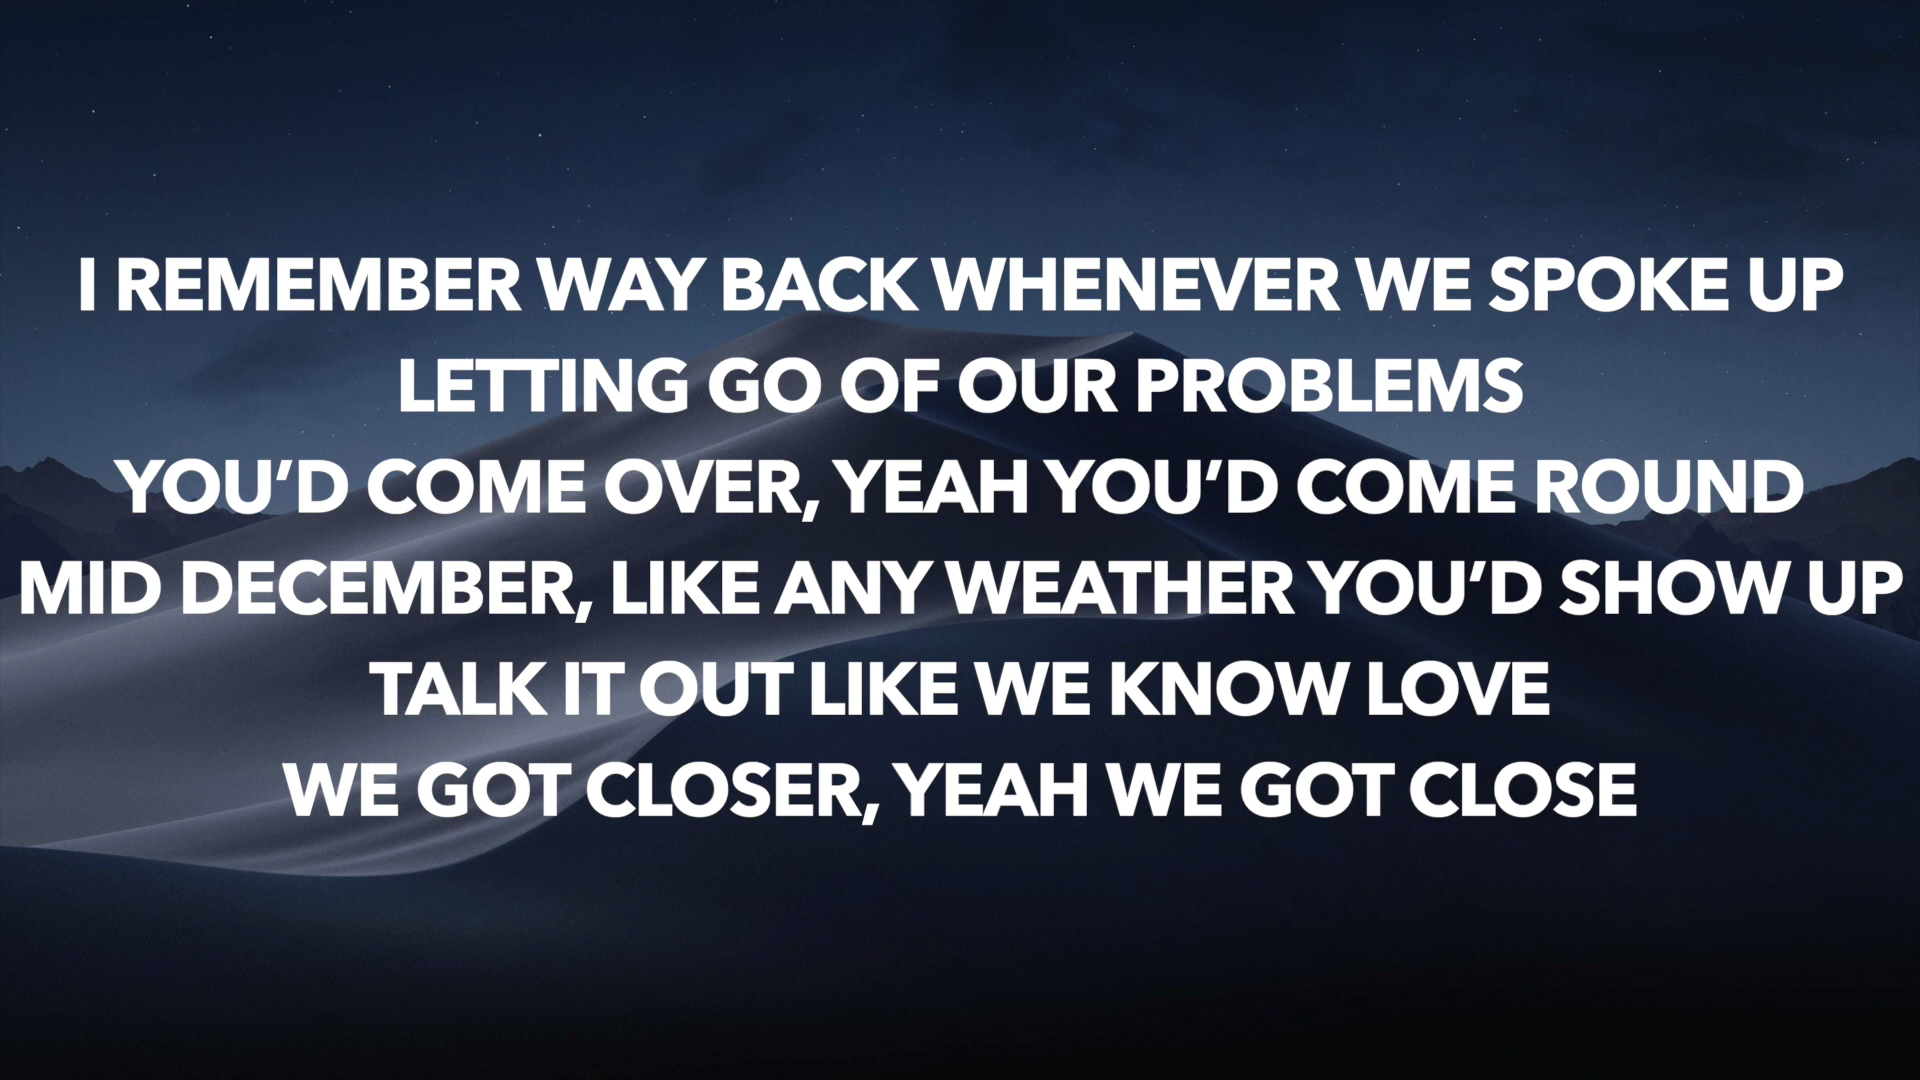 I REMEMBER WAY BACK WHENEVER WE SPOKE UP
LETTING GO OF OUR PROBLEMS
YOU’D COME OVER, YEAH YOU’D COME ROUND
MID DECEMBER, LIKE ANY WEATHER YOU’D SHOW UP
TALK IT OUT LIKE WE KNOW LOVE
WE GOT CLOSER, YEAH WE GOT CLOSE